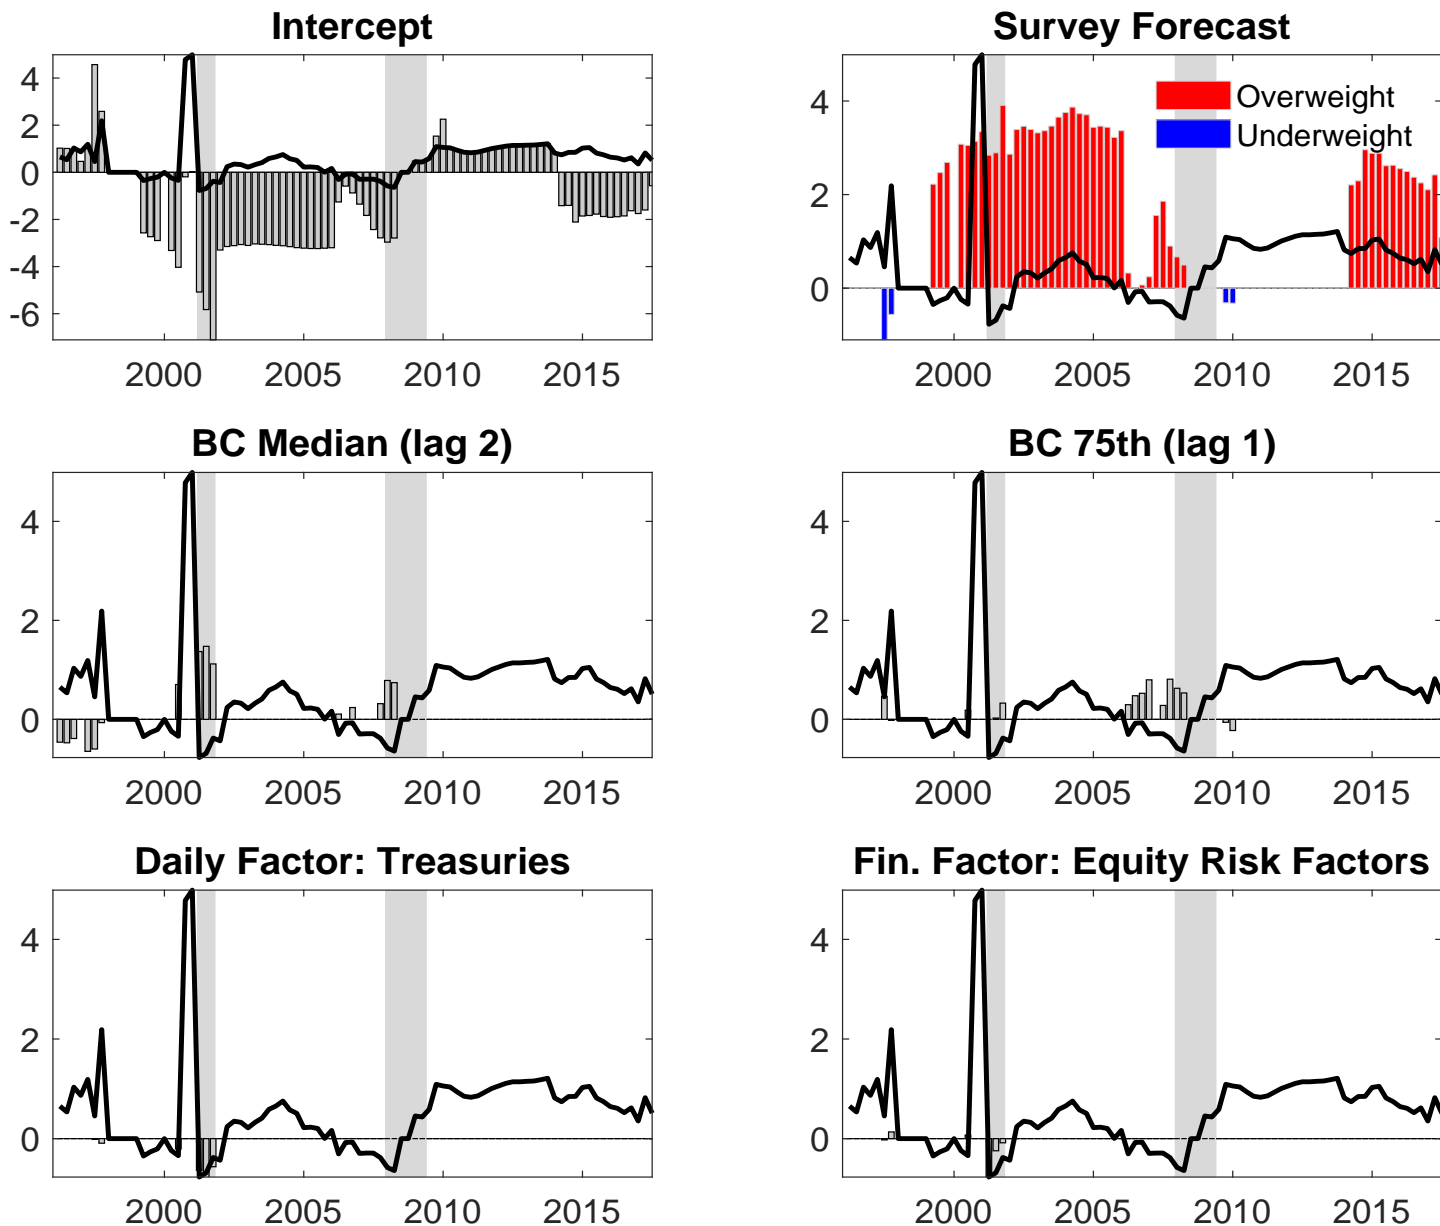 Intercept
4
2
0
-2
-4
-6
2000 2005 2010 2015
Survey Forecast
Overweight
Underweight
4
2
0
2000 2005 2010 2015
BC Median (lag 2)
4
2
0
2000 2005 2010 2015
BC 75th (lag 1)
4
2
0
2000 2005 2010 2015
Daily Factor: Treasuries
4
2
0
2000 2005 2010 2015
Fin. Factor: Equity Risk Factors
4
2
0
2000 2005 2010 2015